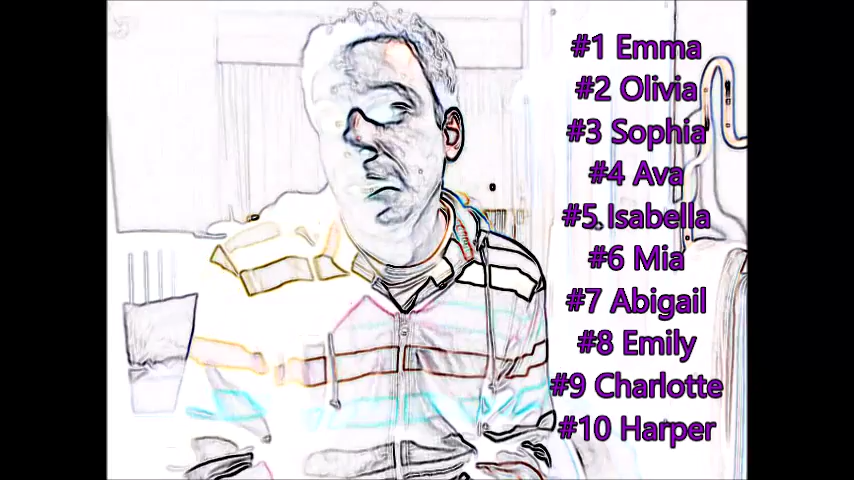 #1 Emma
#2 Olivia
#3 Sophia
#4 Ava
#5 Isabella
#6 Mia
#7 Abigail
#8 Emily
#9 Charlotte
#10 Harper